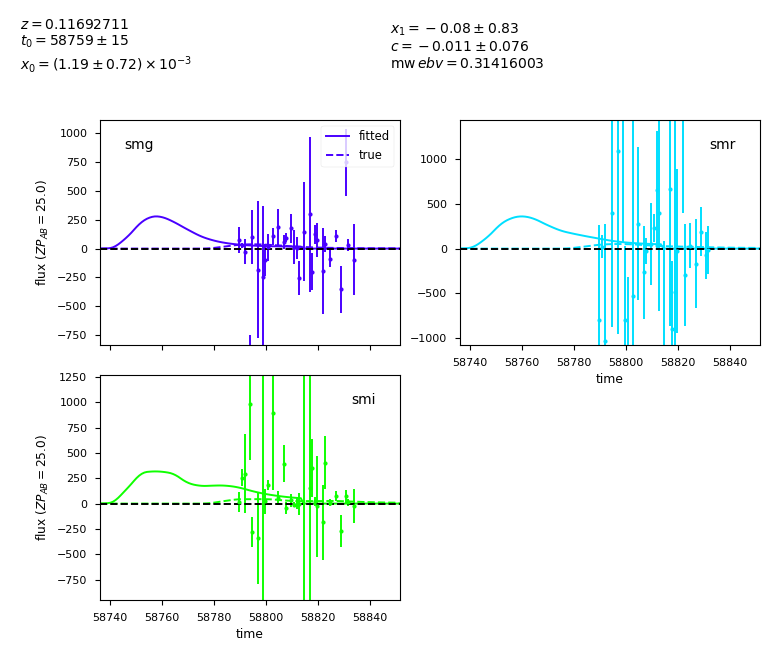 z = 0.11692711
t₀ = 58759 ± 15
x₀ = (1.19 ± 0.72) × 10⁻³
x₁ = −0.08 ± 0.83
c = −0.011 ± 0.076
mw ebv = 0.31416003
smg
fitted
true
1000
750
500
250
0
−250
−500
−750
flux (ZP_AB = 25.0)
smr
1000
500
0
−500
−1000
58740 58760 58780 58800 58820 58840
time
smi
1250
1000
750
500
250
0
−250
−500
−750
flux (ZP_AB = 25.0)
58740 58760 58780 58800 58820 58840
time